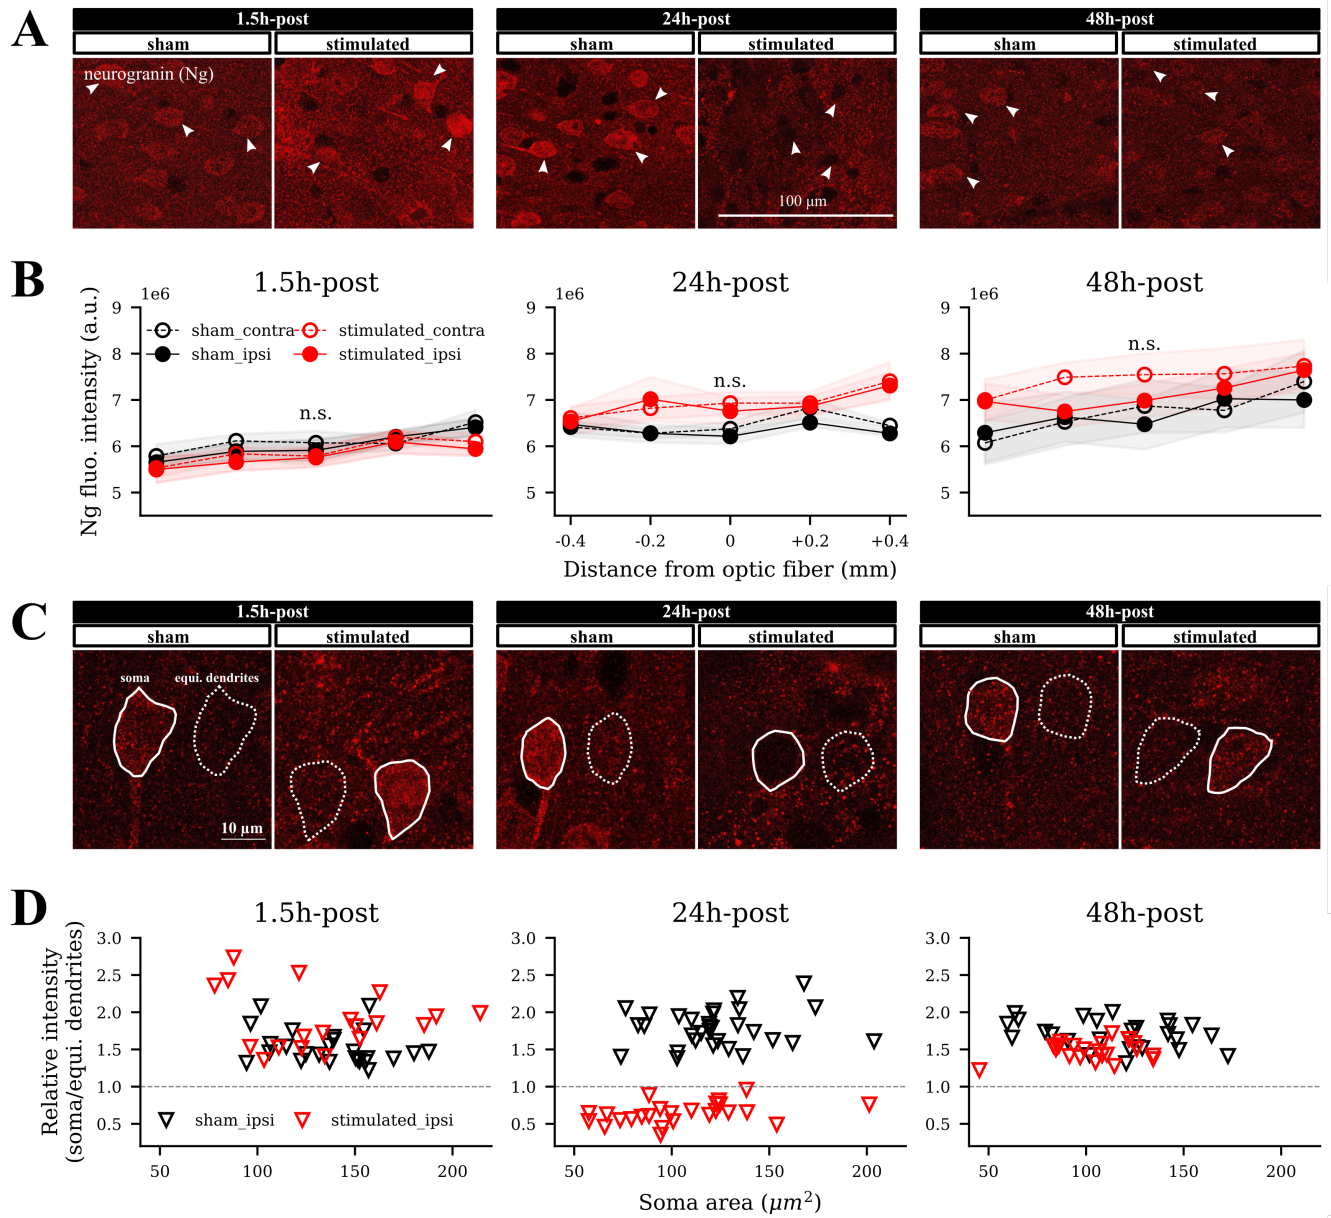 A
1.5h-post 24h-post 48h-post
sham stimulated sham stimulated sham stimulated
neurogranin (Ng)
100 μm
B
1.5h-post 24h-post 48h-post
Ng fluo. intensity (a.u.)
1e6 1e6 1e6
9 9 9
8 8 8
7 7 7
6 6 6
5 5 5
sham_contra stimulated_contra
sham_ipsi stimulated_ipsi
n.s. n.s. n.s.
-0.4 -0.2 0 +0.2 +0.4
Distance from optic fiber (mm)
C
1.5h-post 24h-post 48h-post
sham stimulated sham stimulated sham stimulated
soma equi. dendrites
10 μm
D
1.5h-post 24h-post 48h-post
Relative intensity
(soma/equi. dendrites)
3.0 3.0 3.0
2.5 2.5 2.5
2.0 2.0 2.0
1.5 1.5 1.5
1.0 1.0 1.0
0.5 0.5 0.5
sham_ipsi stimulated_ipsi
50 100 150 200 50 100 150 200 50 100 150 200
Soma area (μm²)